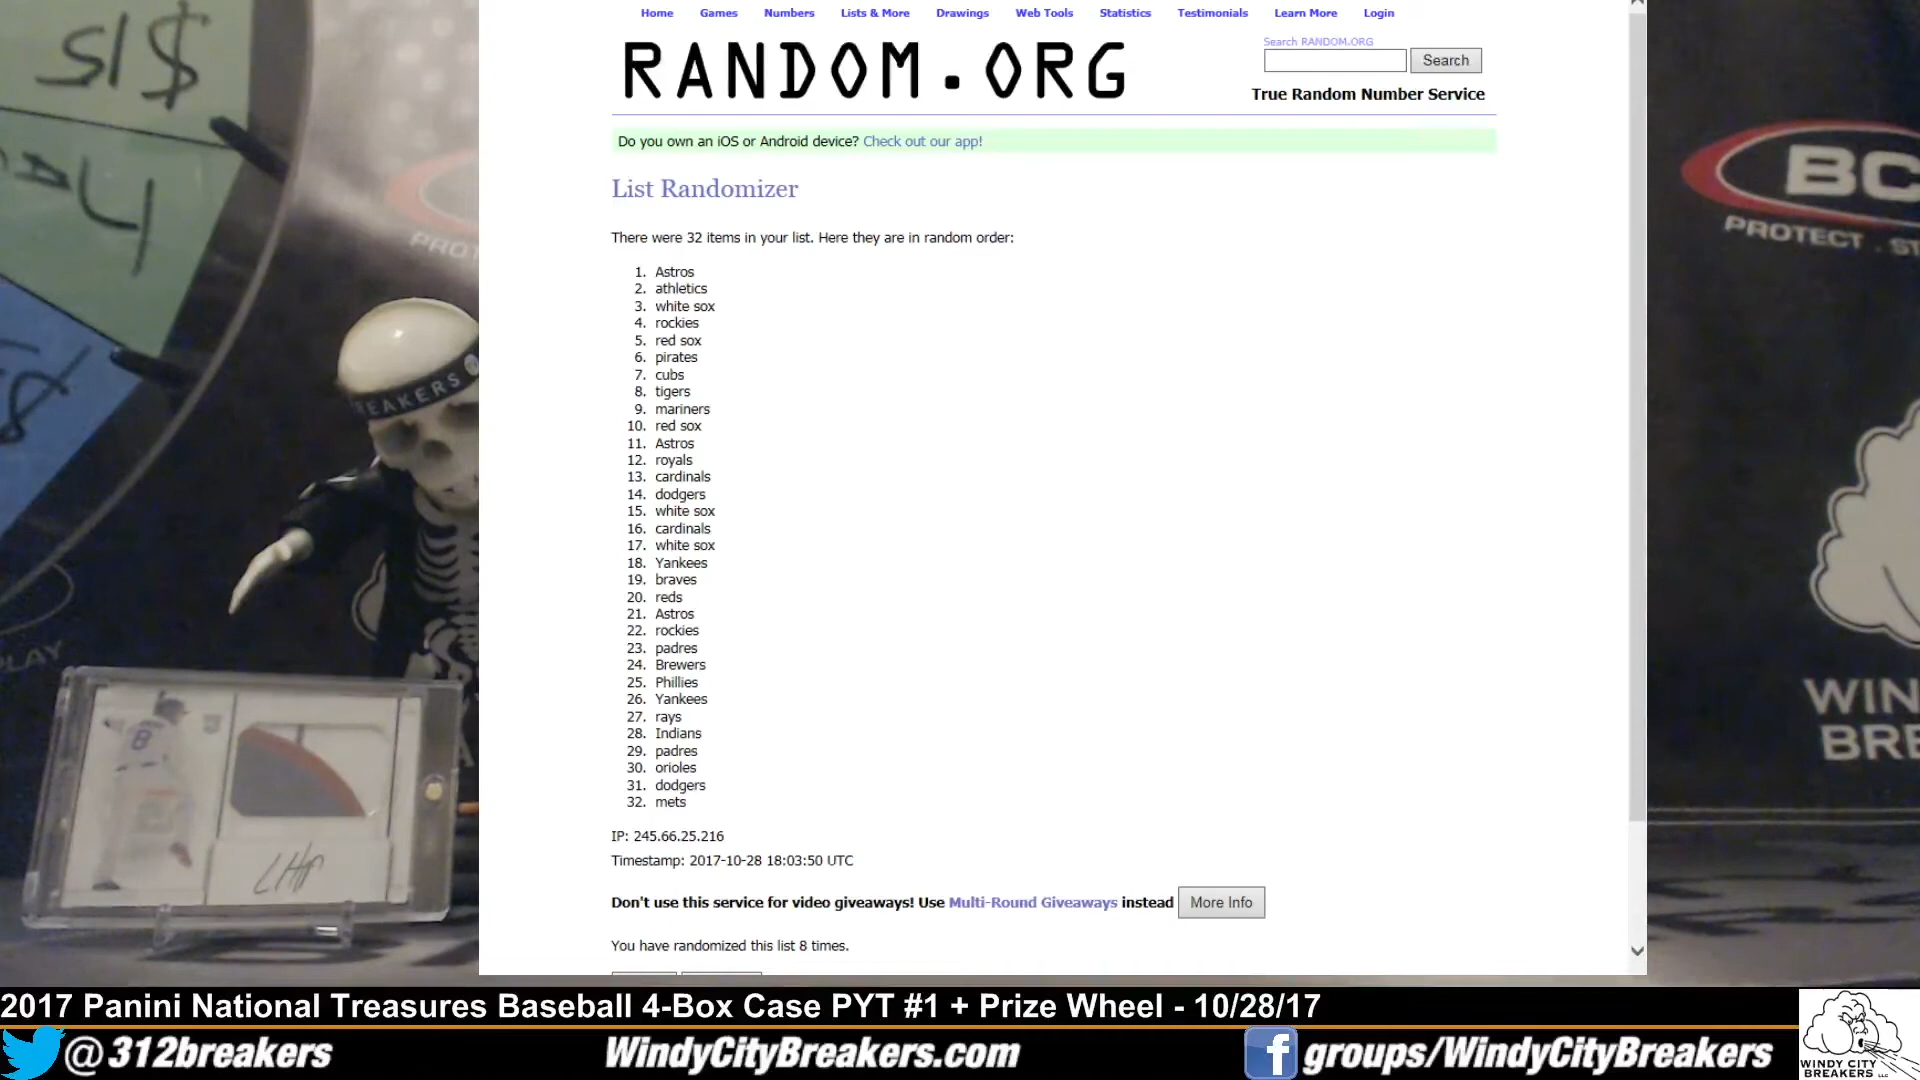 Home Games Numbers Lists & More Drawings Web Tools Statistics Testimonials Learn More Login
RANDOM.ORG
Search RANDOM.ORG
Search
True Random Number Service
Do you own an iOS or Android device? Check out our app!
List Randomizer
There were 32 items in your list. Here they are in random order:
1. Astros
2. athletics
3. white sox
4. rockies
5. red sox
6. pirates
7. cubs
8. tigers
9. mariners
10. red sox
11. Astros
12. royals
13. cardinals
14. dodgers
15. white sox
16. cardinals
17. white sox
18. Yankees
19. braves
20. reds
21. Astros
22. rockies
23. padres
24. Brewers
25. Phillies
26. Yankees
27. rays
28. Indians
29. padres
30. orioles
31. dodgers
32. mets
IP: 245.66.25.216
Timestamp: 2017-10-28 18:03:50 UTC
Don't use this service for video giveaways! Use Multi-Round Giveaways instead More Info
You have randomized this list 8 times.
$15
EAKERS
PROT
PLAY
8
BC
PROTECT . ST
WIN
BRE
2017 Panini National Treasures Baseball 4-Box Case PYT #1 + Prize Wheel - 10/28/17
@312breakers WindyCityBreakers.com groups/WindyCityBreakers
WINDY CITY
BREAKERS LLC